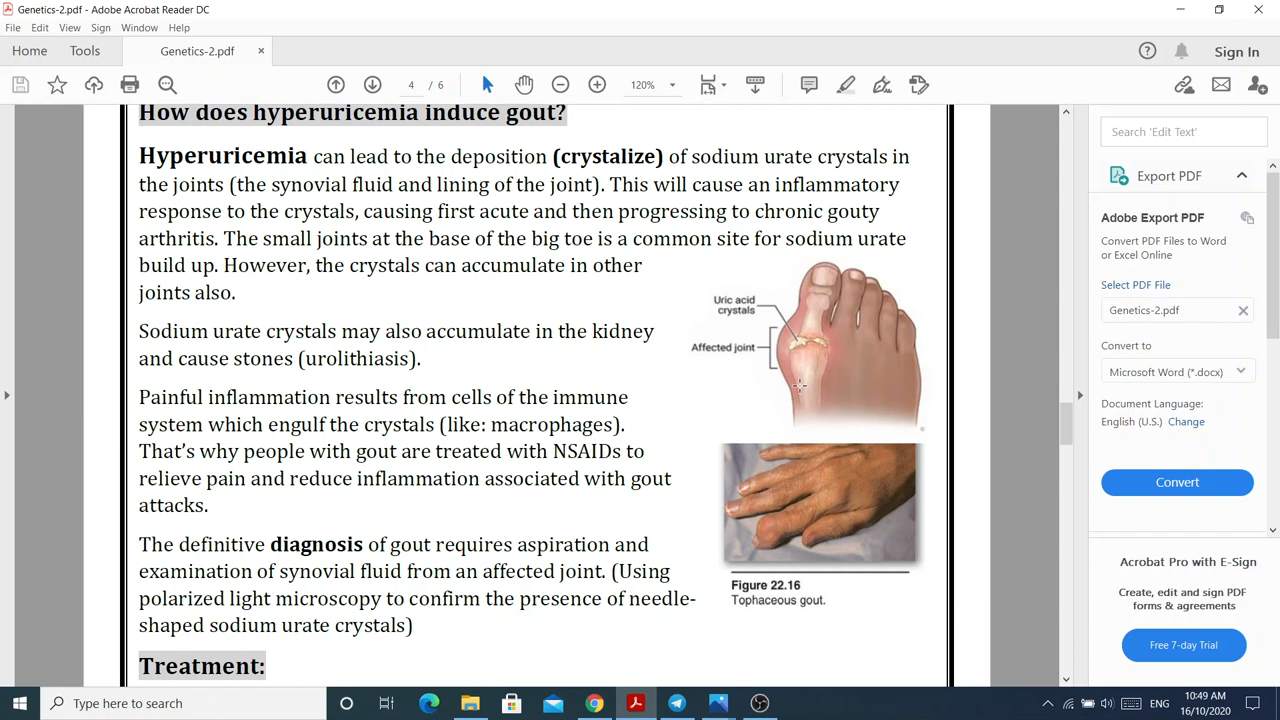 Genetics-2.pdf - Adobe Acrobat Reader DC
File Edit View Sign Window Help
Home Tools Genetics-2.pdf × Sign In
4 / 6 120%
How does hyperuricemia induce gout?
Hyperuricemia can lead to the deposition (crystalize) of sodium urate crystals in
the joints (the synovial fluid and lining of the joint). This will cause an inflammatory
response to the crystals, causing first acute and then progressing to chronic gouty
arthritis. The small joints at the base of the big toe is a common site for sodium urate
build up. However, the crystals can accumulate in other
joints also.
Sodium urate crystals may also accumulate in the kidney
and cause stones (urolithiasis).
Painful inflammation results from cells of the immune
system which engulf the crystals (like: macrophages).
That's why people with gout are treated with NSAIDs to
relieve pain and reduce inflammation associated with gout
attacks.
The definitive diagnosis of gout requires aspiration and
examination of synovial fluid from an affected joint. (Using
polarized light microscopy to confirm the presence of needle-
shaped sodium urate crystals)
Treatment:
Uric acid
crystals
Affected joint
Figure 22.16
Tophaceous gout.
Search 'Edit Text'
Export PDF
Adobe Export PDF
Convert PDF Files to Word
or Excel Online
Select PDF File
Genetics-2.pdf
Convert to
Microsoft Word (*.docx)
Document Language:
English (U.S.) Change
Convert
Acrobat Pro with E-Sign
Create, edit and sign PDF
forms & agreements
Free 7-day Trial
Type here to search
ENG
10:49 AM
16/10/2020